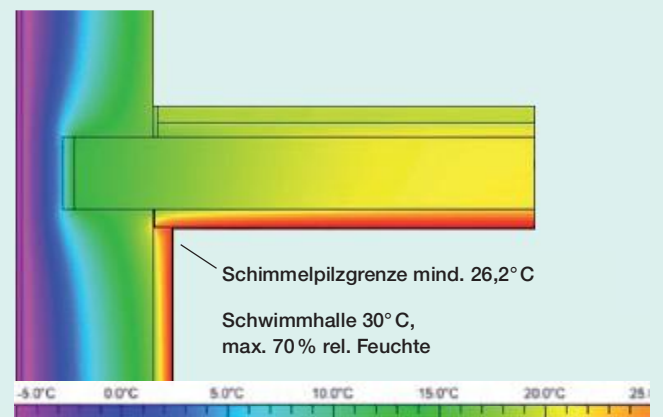 Schimmelpilzgrenze mind. 26,2° C
Schwimmhalle 30° C,
max. 70 % rel. Feuchte
-5.0°C 0.0°C 5.0°C 10.0°C 15.0°C 20.0°C 25.